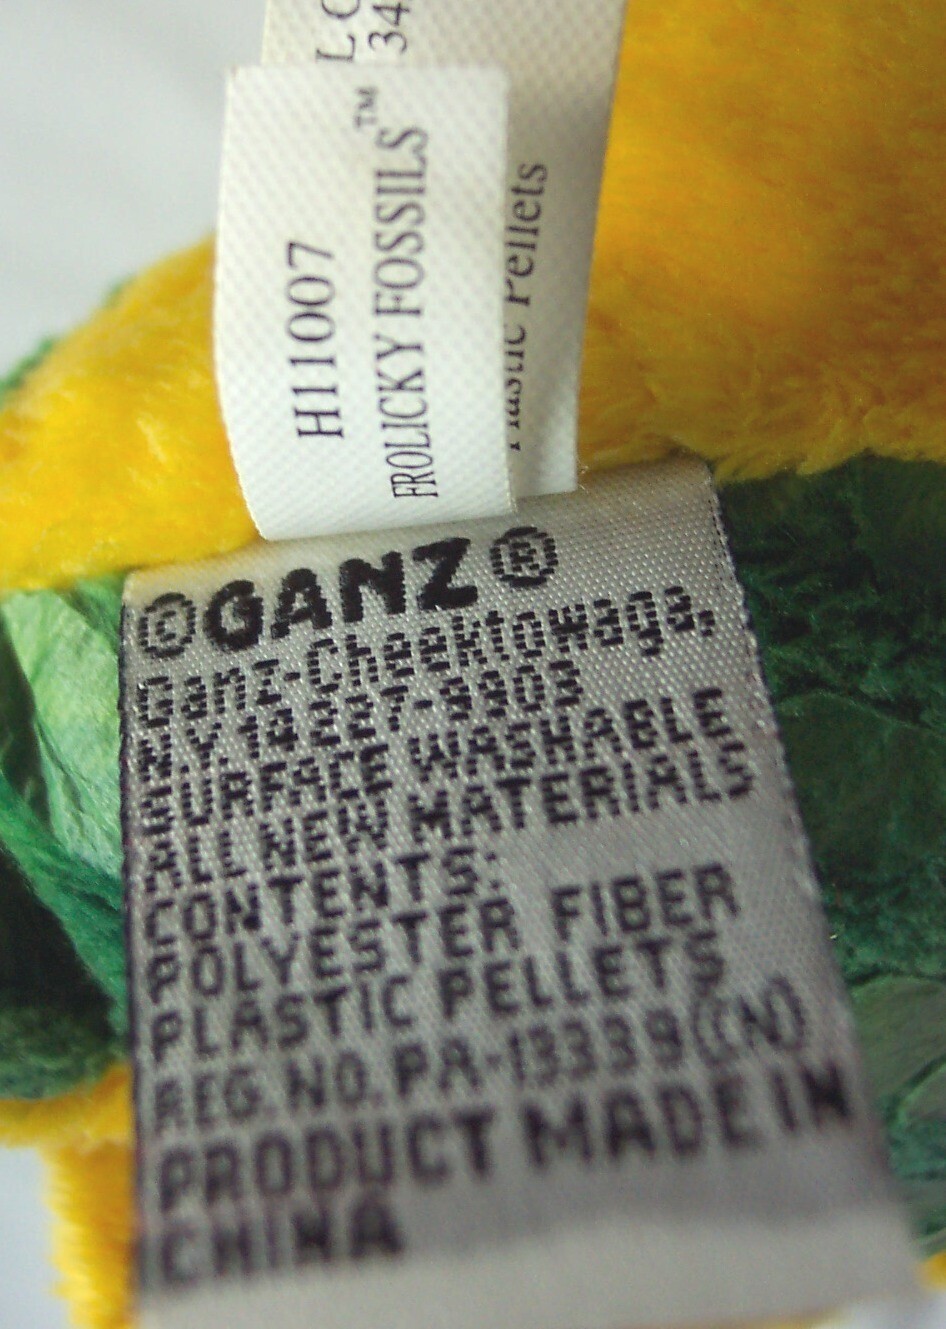 H11007
FROLICKY FOSSILS™
Pellets
34
©GANZ®
Ganz-Cheektowaga,
N.Y 14227-9903
SURFACE WASHABLE
ALL NEW MATERIALS
CONTENTS:
POLYESTER FIBER
PLASTIC PELLETS
REG. NO. PA-13339(CN)
PRODUCT MADE IN
CHINA